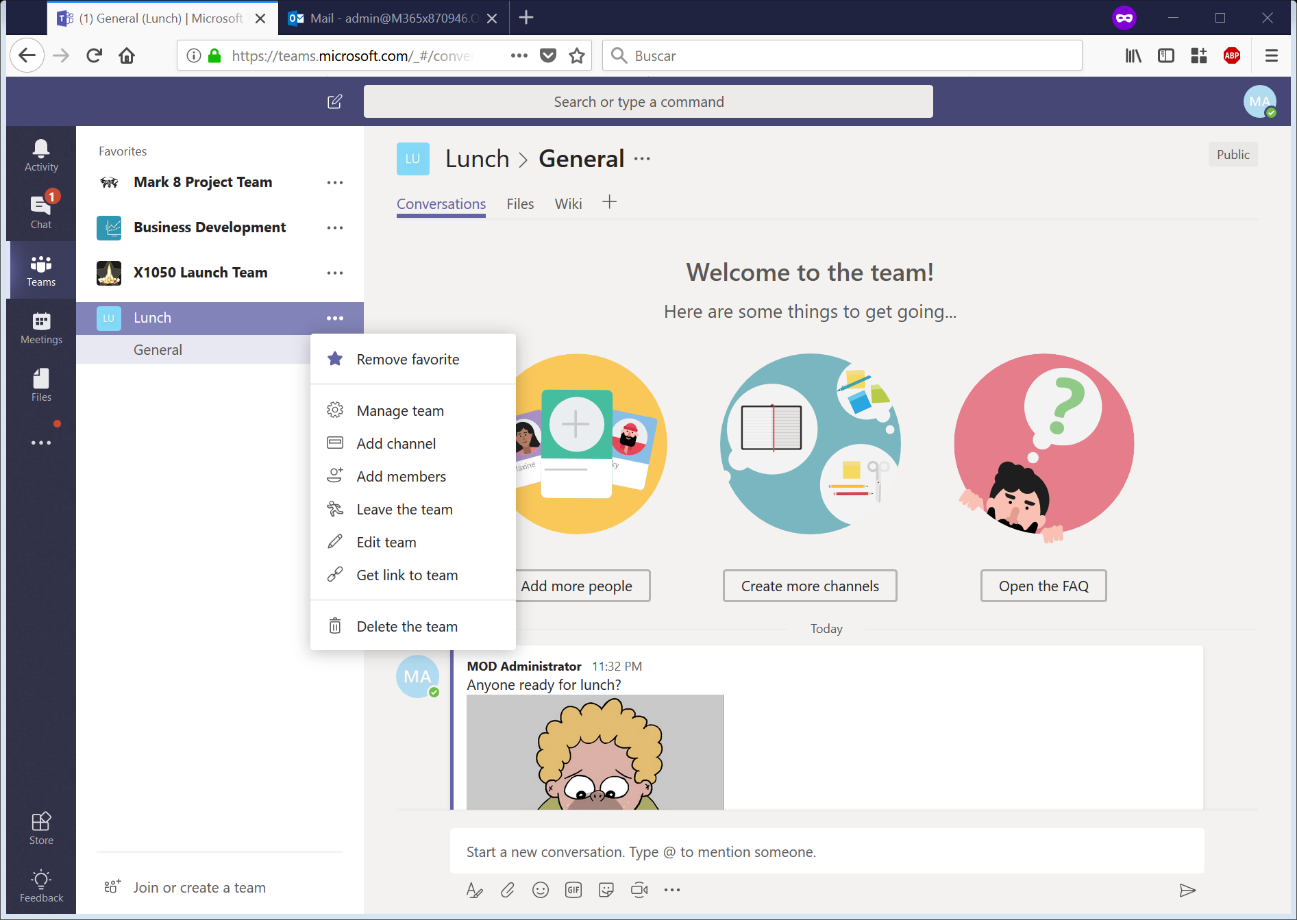 (1) General (Lunch) | Microsoft
Mail - admin@M365x870946.O
https://teams.microsoft.com/_#/conve
Buscar
ABP
Search or type a command
MA
Activity
1
Chat
Teams
Meetings
Files
Store
Feedback
Favorites
Mark 8 Project Team
Business Development
X1050 Launch Team
LU
Lunch
General
Join or create a team
Remove favorite
Manage team
Add channel
Add members
Leave the team
Edit team
Get link to team
Delete the team
LU
Lunch > General
Public
Conversations Files Wiki
Welcome to the team!
Here are some things to get going...
Add more people
Create more channels
Open the FAQ
Today
MA
MOD Administrator 11:32 PM
Anyone ready for lunch?
Start a new conversation. Type @ to mention someone.
GIF